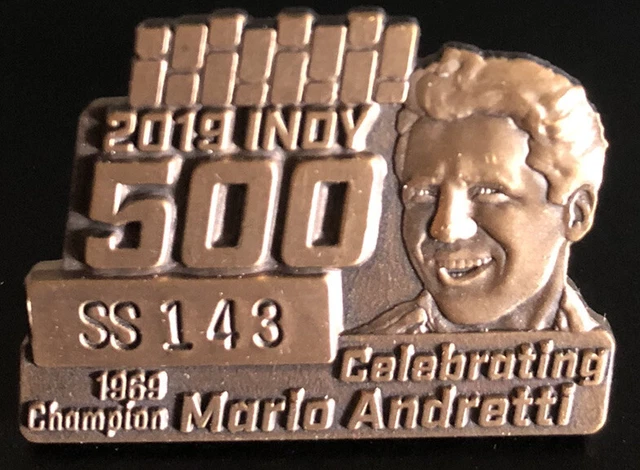 2019 INDY
500
SS 143
Celebrating
1969
Champion Mario Andretti